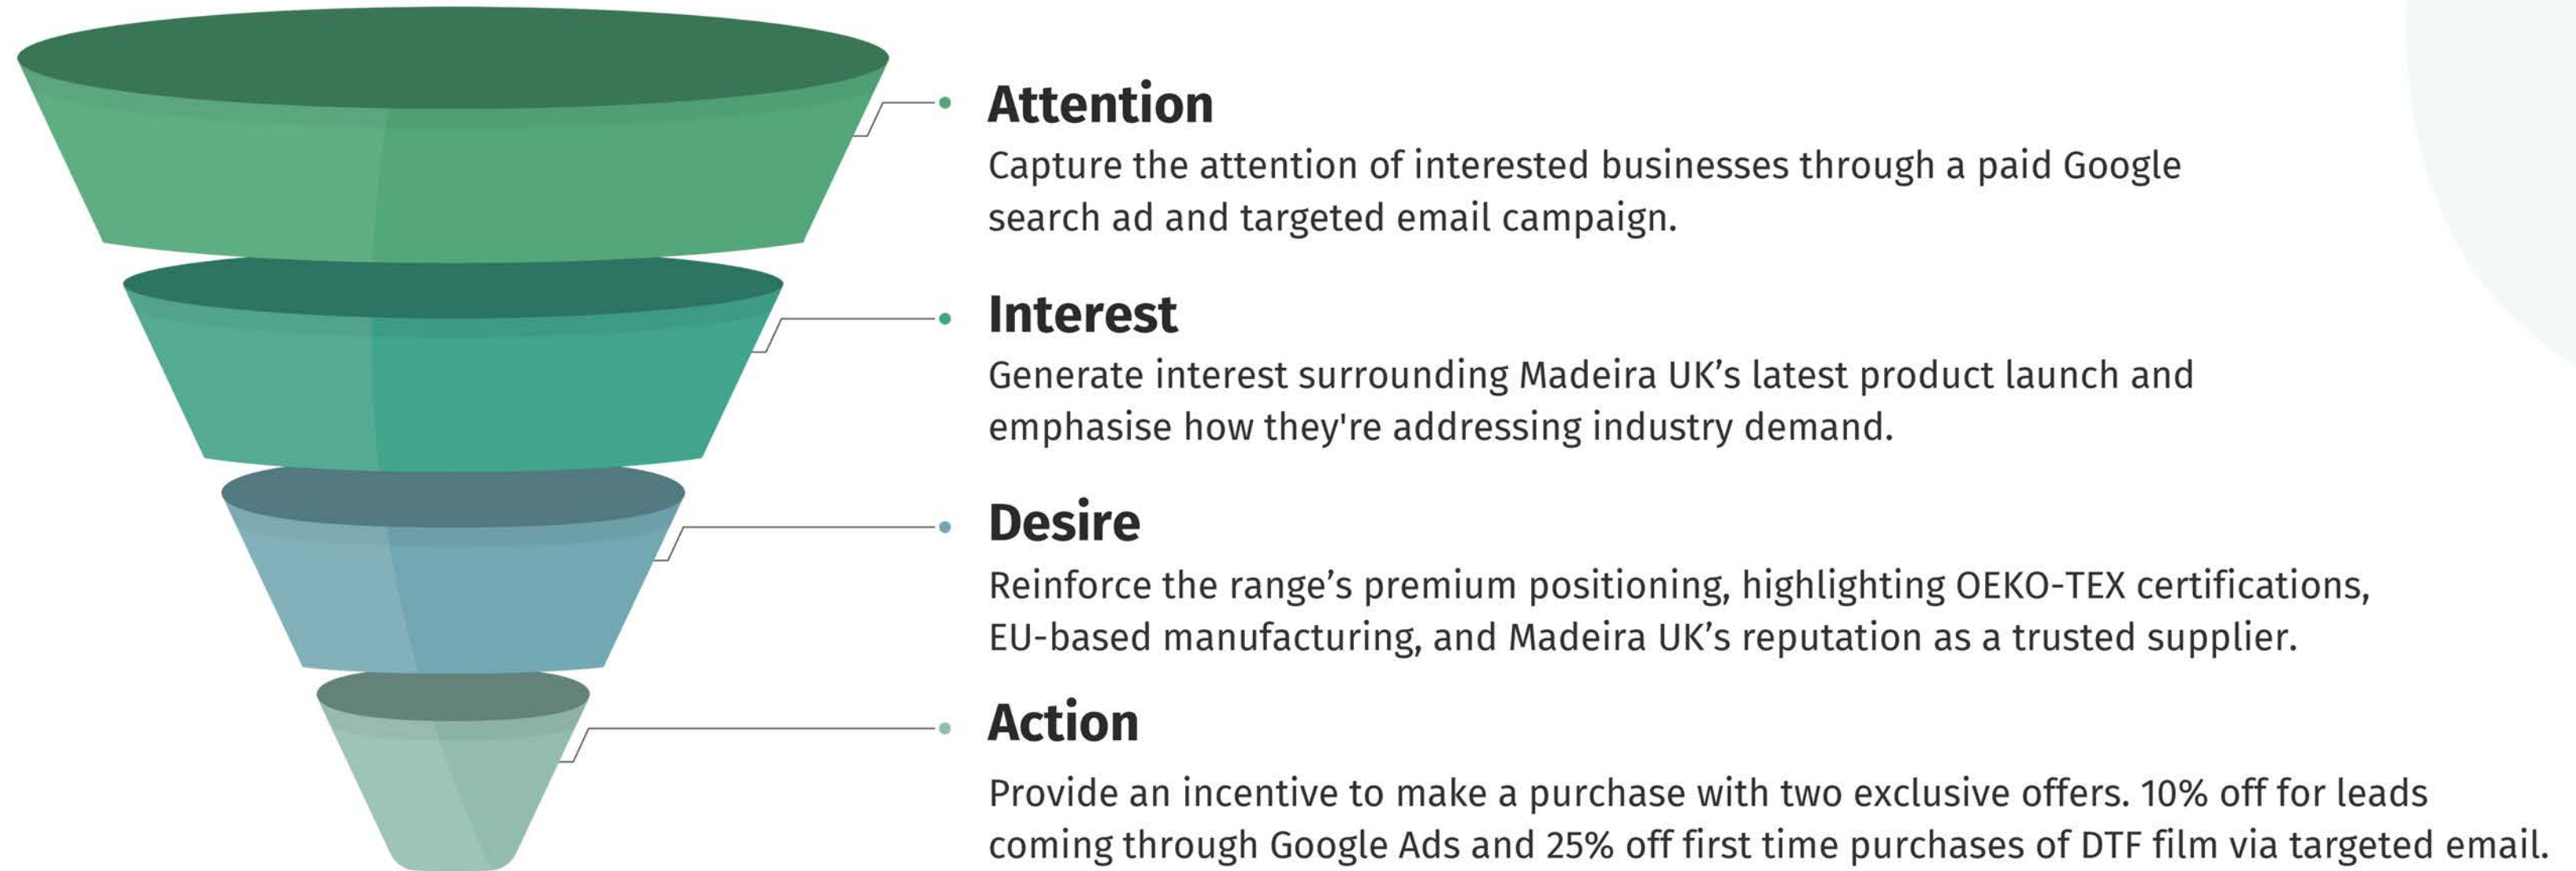 Attention
Capture the attention of interested businesses through a paid Google
search ad and targeted email campaign.
Interest
Generate interest surrounding Madeira UK’s latest product launch and
emphasise how they're addressing industry demand.
Desire
Reinforce the range’s premium positioning, highlighting OEKO-TEX certifications,
EU-based manufacturing, and Madeira UK’s reputation as a trusted supplier.
Action
Provide an incentive to make a purchase with two exclusive offers. 10% off for leads
coming through Google Ads and 25% off first time purchases of DTF film via targeted email.